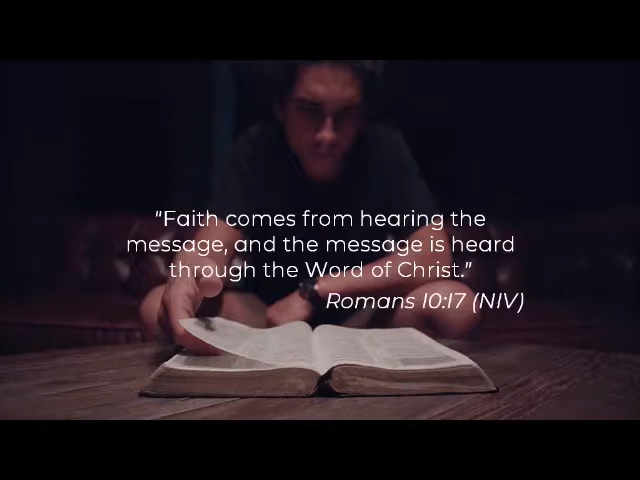 “Faith comes from hearing the
message, and the message is heard
through the Word of Christ.”
Romans 10:17 (NIV)